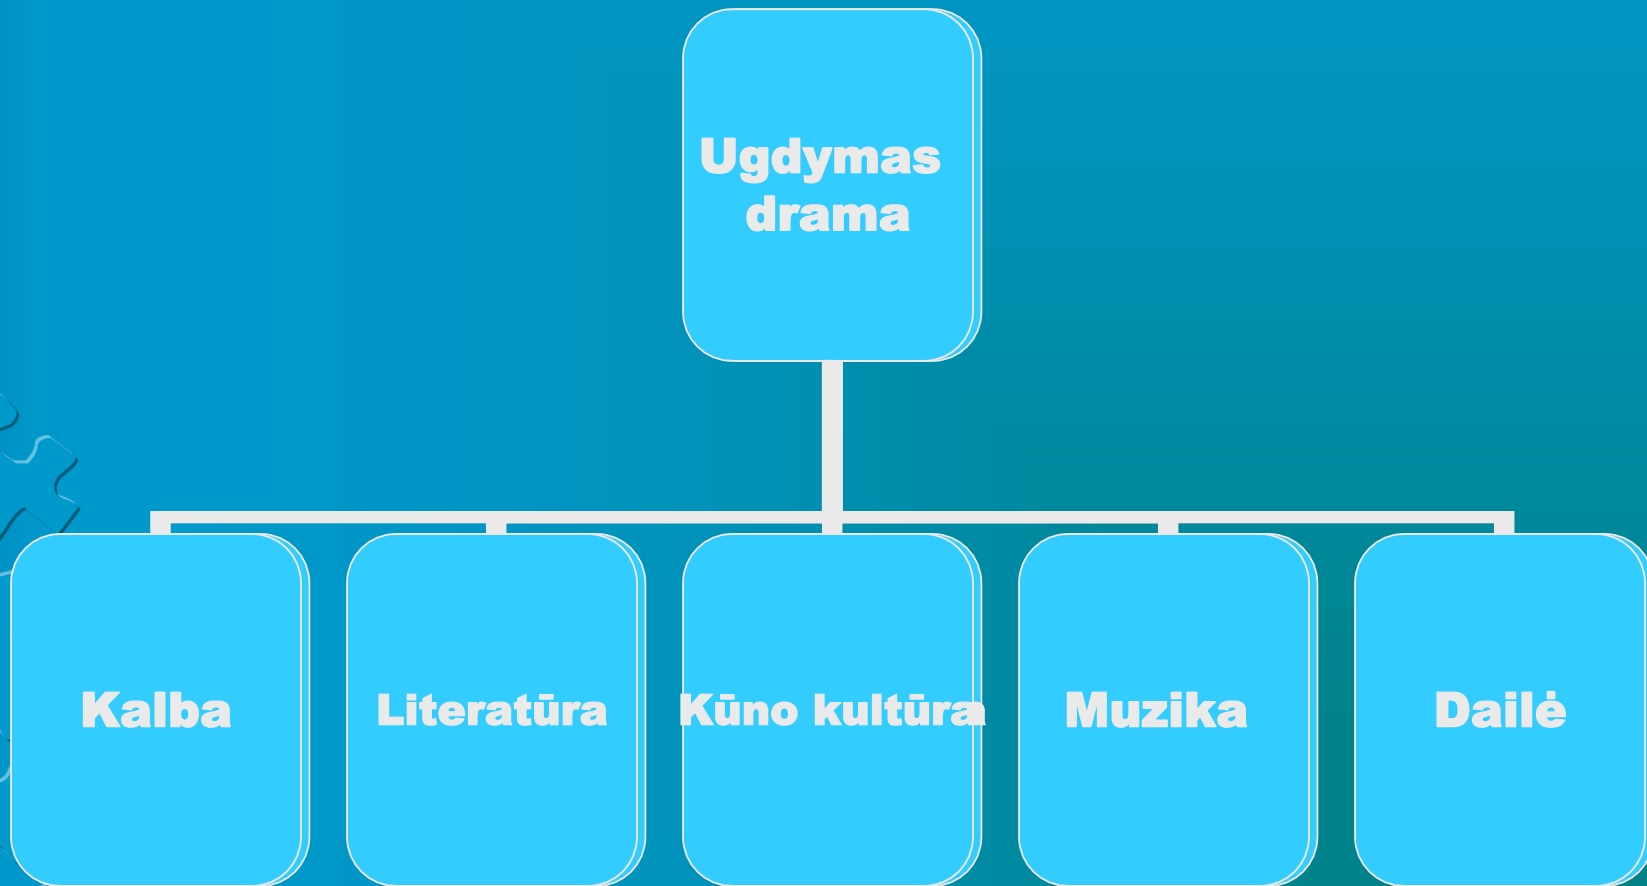 Ugdymas
drama
Kalba
Literatūra
Kūno kultūra
Muzika
Dailė